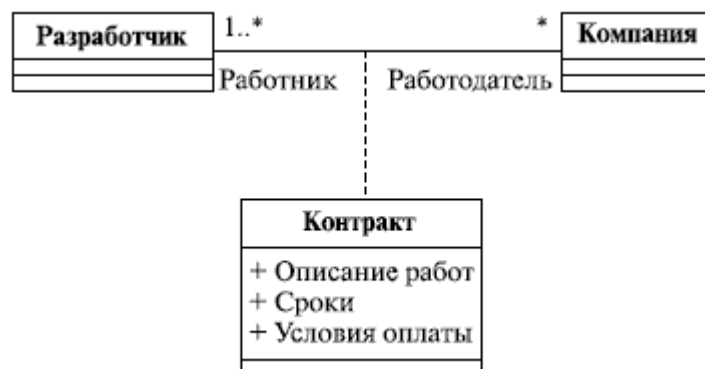 Разработчик 1..* * Компания
Работник Работодатель
Контракт
+ Описание работ
+ Сроки
+ Условия оплаты